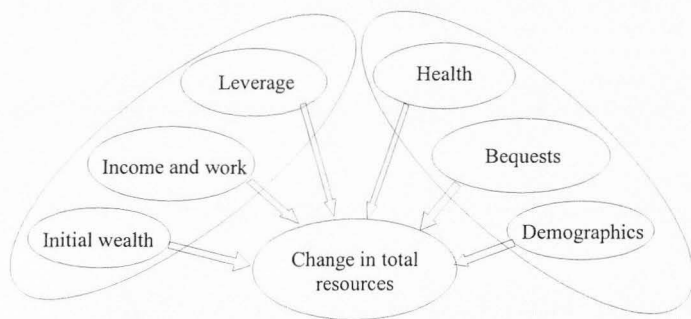 Leverage
Health
Income and work
Bequests
Initial wealth
Demographics
Change in total
resources